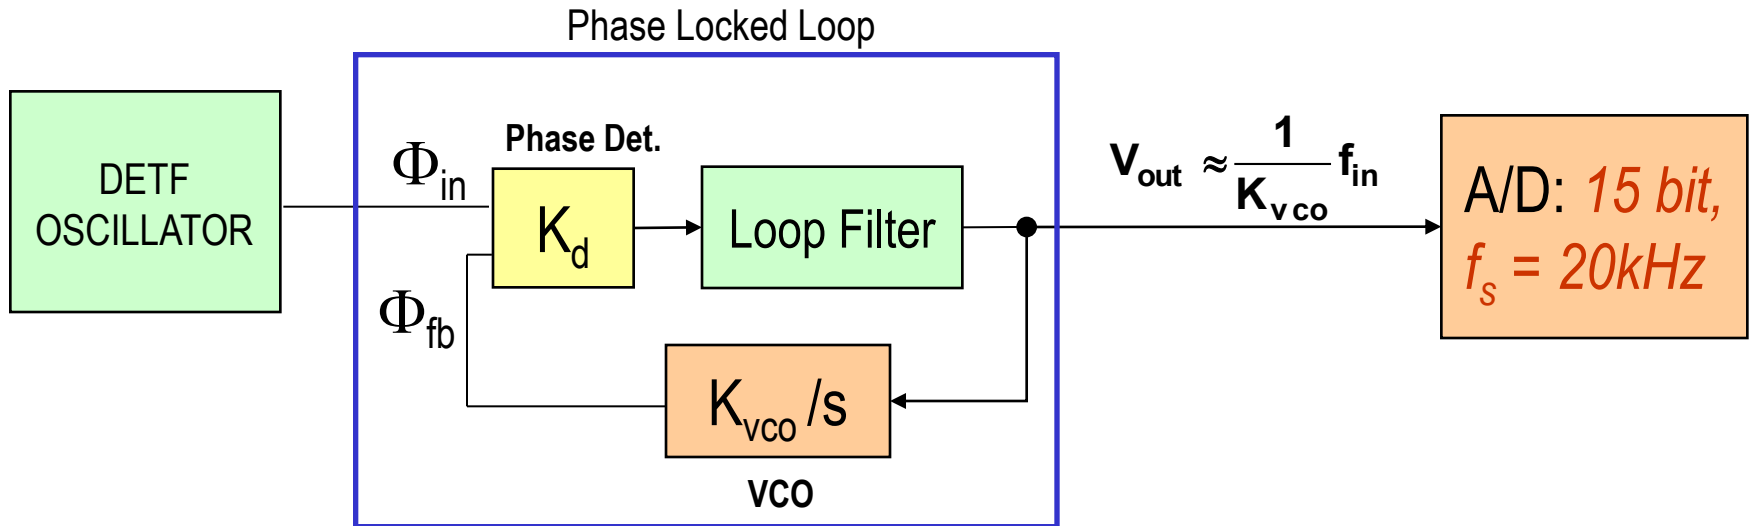 Phase Locked Loop
DETF
OSCILLATOR
Φin
Phase Det.
Kd
Φfb
Loop Filter
Kvco /s
VCO
Vout ≈ 1/Kvco fin
A/D: 15 bit,
fs = 20kHz